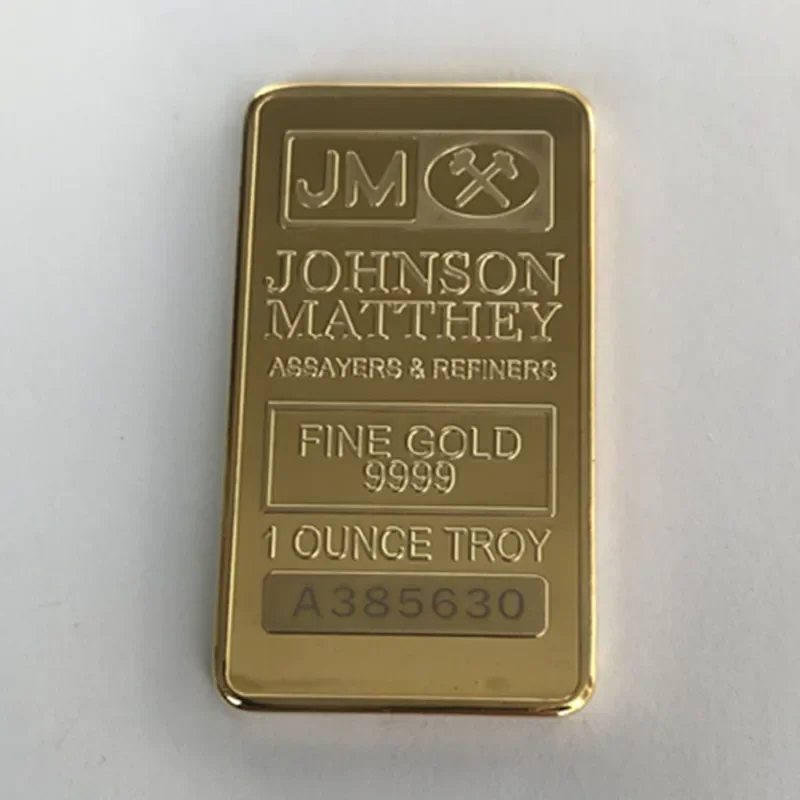 JM
JOHNSON
MATTHEY
ASSAYERS & REFINERS
FINE GOLD
9999
1 OUNCE TROY
A385630